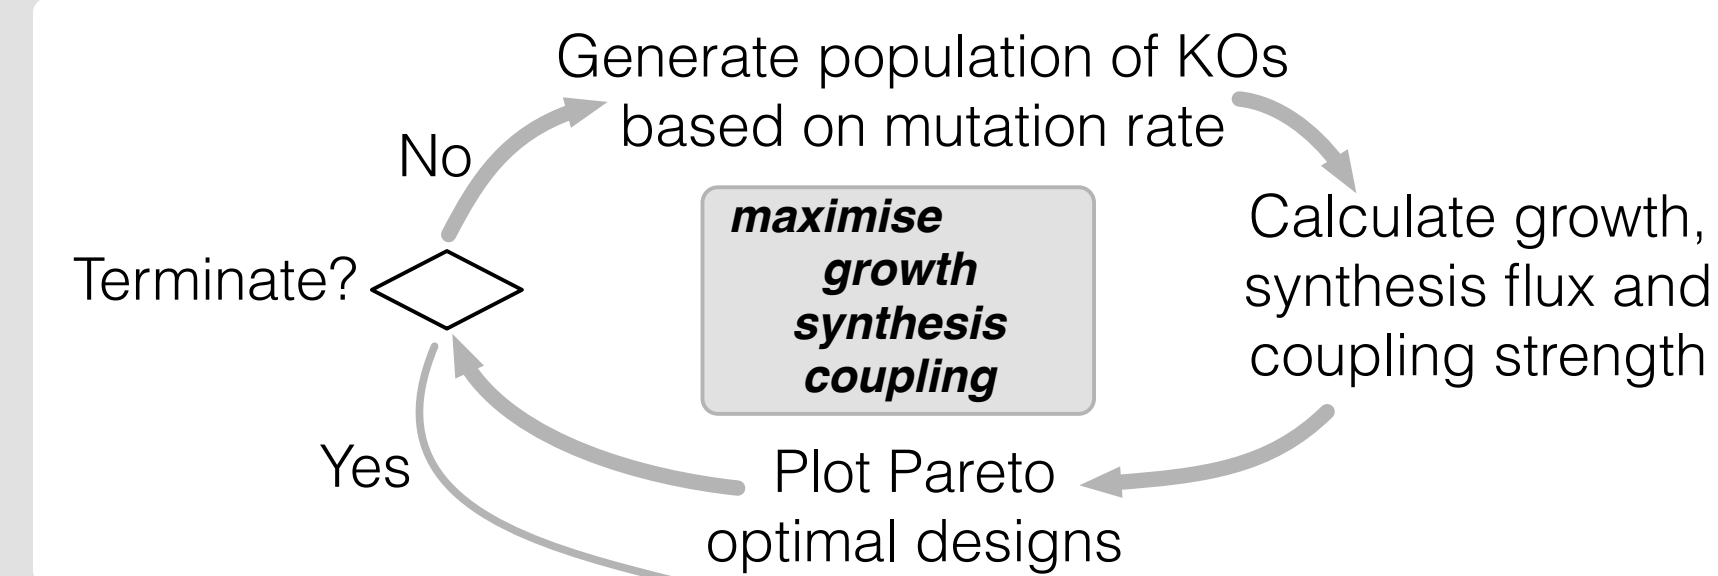 Generate population of KOs
based on mutation rate
No
Calculate growth,
synthesis flux and
coupling strength
maximise
growth
synthesis
coupling
Terminate?
Yes
Plot Pareto
optimal designs